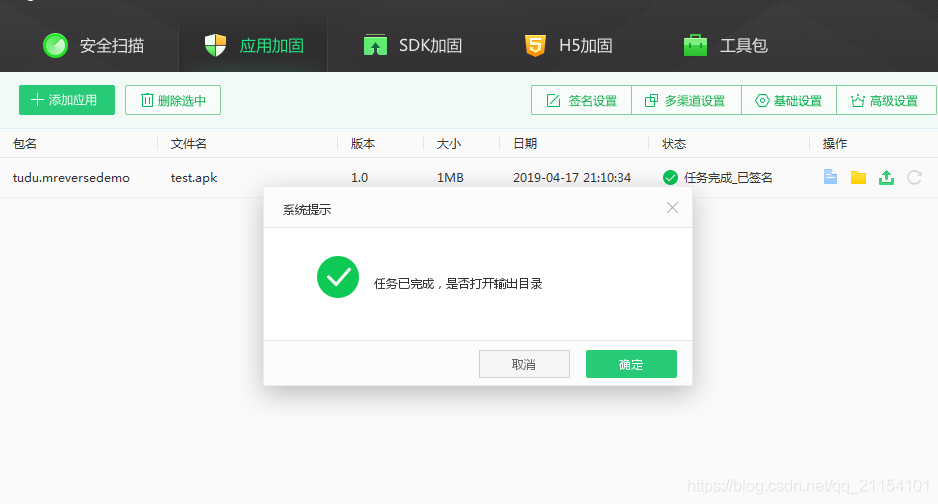 安全扫描 应用加固 SDK加固 H5加固 工具包
添加应用 删除选中 签名设置 多渠道设置 基础设置 高级设置
包名 文件名 版本 大小 日期 状态 操作
tudu.mreversedemo test.apk 1.0 1MB 2019-04-17 21:10:34 任务完成_已签名
系统提示
任务已完成，是否打开输出目录
取消 确定
https://blog.csdn.net/qq_21154101